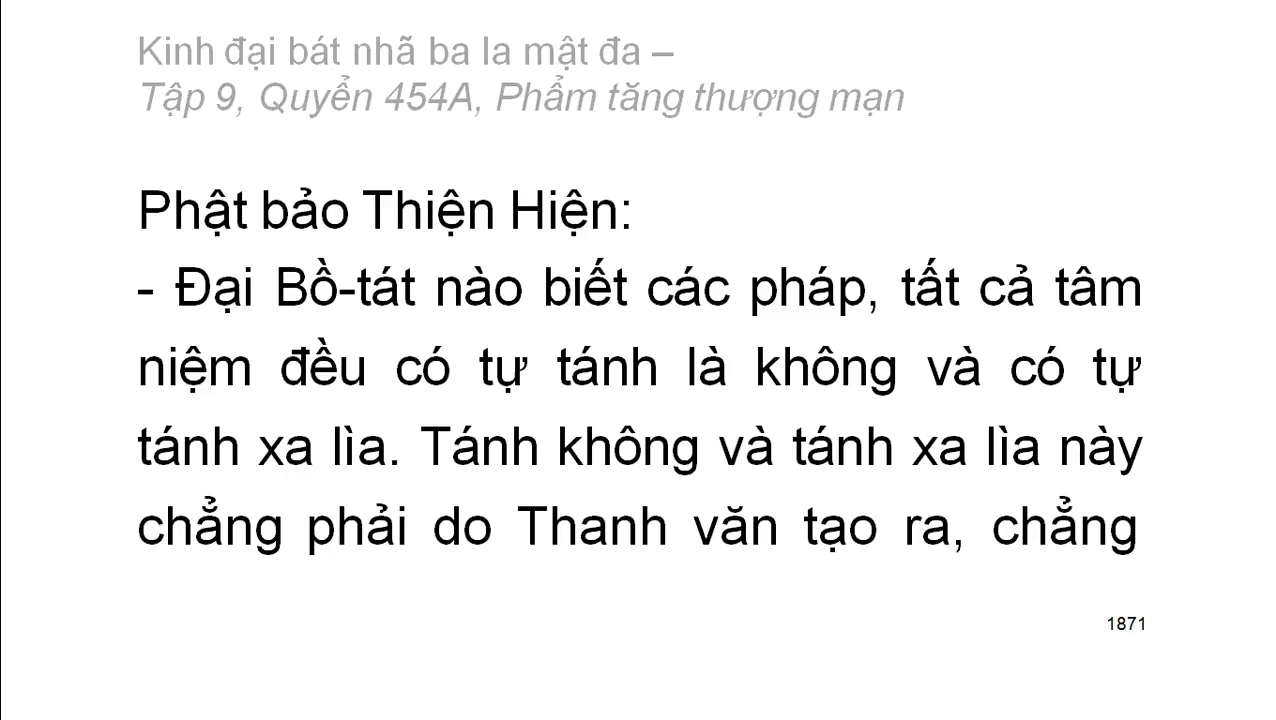 Kinh đại bát nhã ba la mật đa –
Tập 9, Quyển 454A, Phẩm tăng thượng mạn
Phật bảo Thiện Hiện:
- Đại Bồ-tát nào biết các pháp, tất cả tâm
niệm đều có tự tánh là không và có tự
tánh xa lìa. Tánh không và tánh xa lìa này
chẳng phải do Thanh văn tạo ra, chẳng
1871